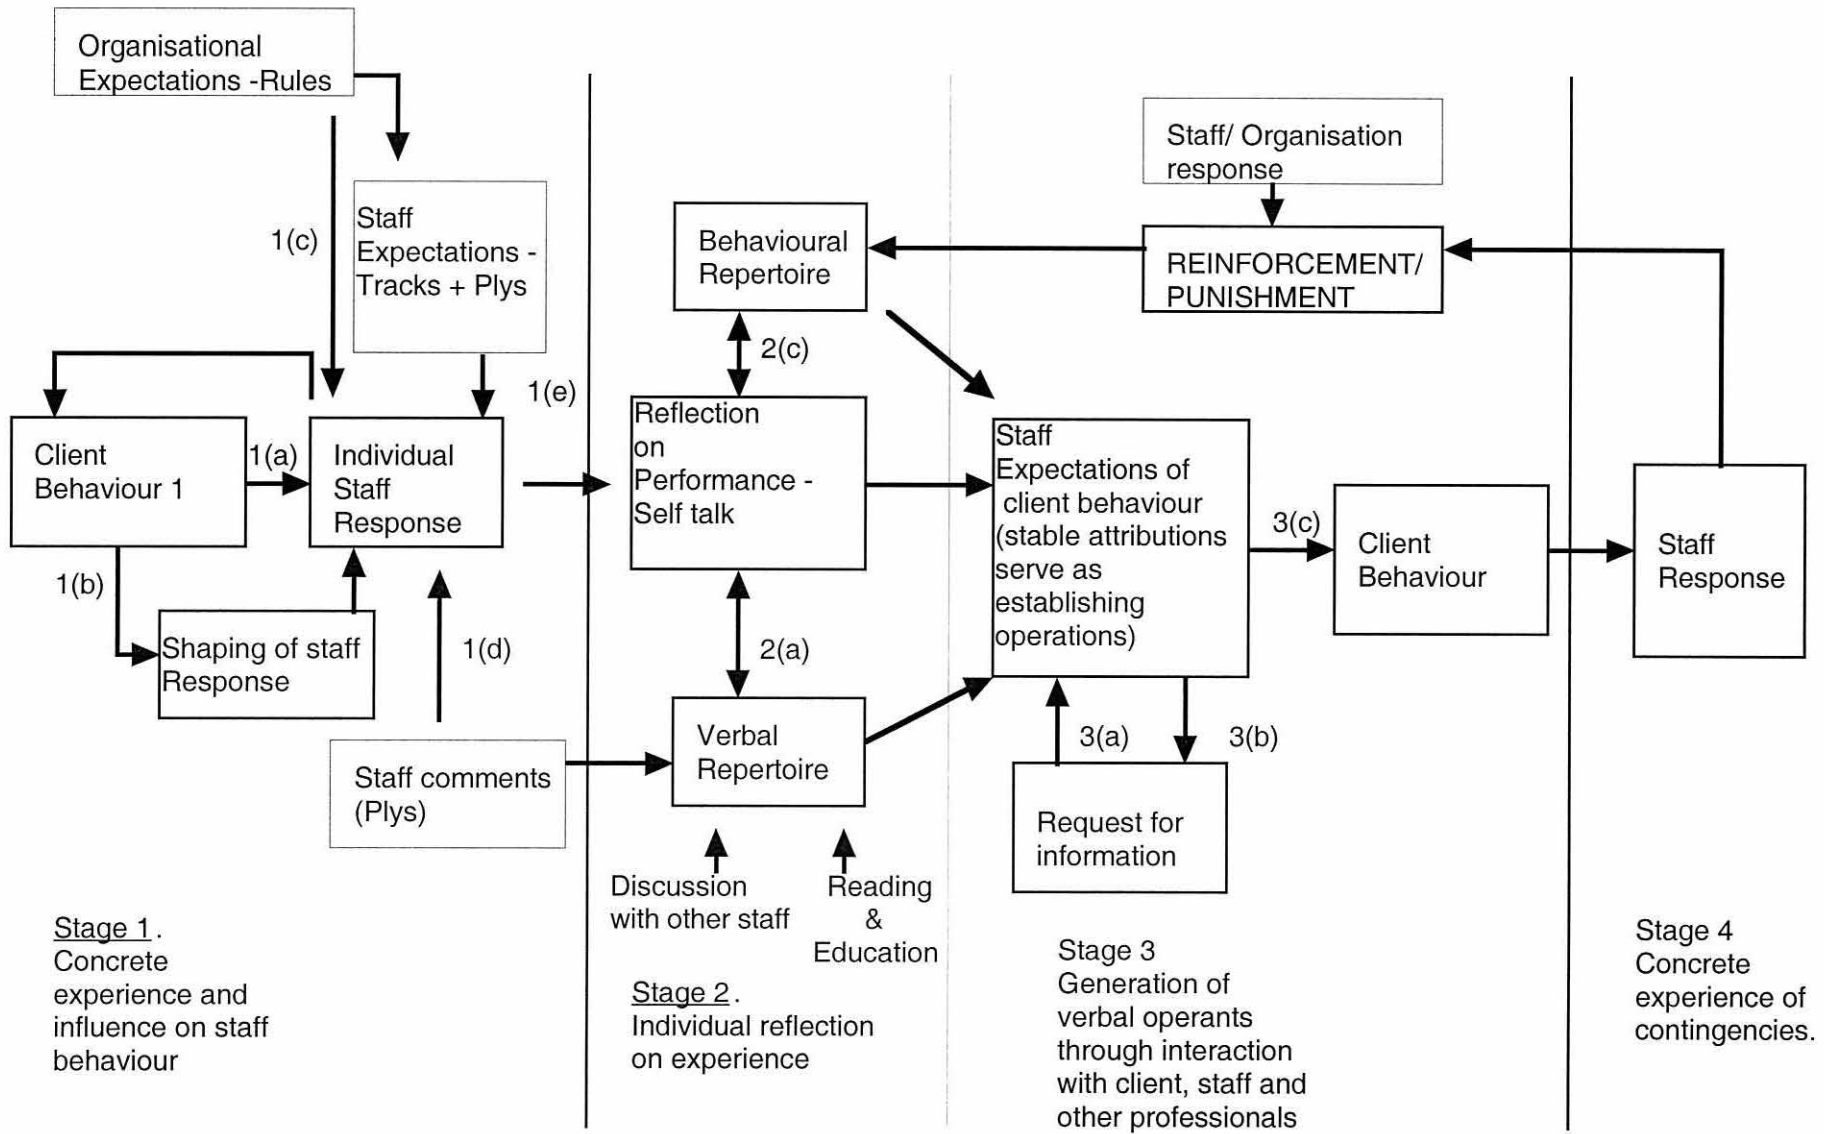 Organisational
Expectations -Rules
1(c)
Staff
Expectations -
Tracks + Plys
1(e)
Client
Behaviour 1
1(a)
Individual
Staff
Response
1(b)
Shaping of staff
Response
1(d)
Staff comments
(Plys)
Stage 1.
Concrete
experience and
influence on staff
behaviour
Behavioural
Repertoire
2(c)
Reflection
on
Performance -
Self talk
2(a)
Verbal
Repertoire
Discussion
with other staff
Reading
&
Education
Stage 2.
Individual reflection
on experience
Staff/ Organisation
response
REINFORCEMENT/
PUNISHMENT
Staff
Expectations of
client behaviour
(stable attributions
serve as
establishing
operations)
3(c)
Client
Behaviour
3(a)
3(b)
Request for
information
Stage 3
Generation of
verbal operants
through interaction
with client, staff and
other professionals
Staff
Response
Stage 4
Concrete
experience of
contingencies.